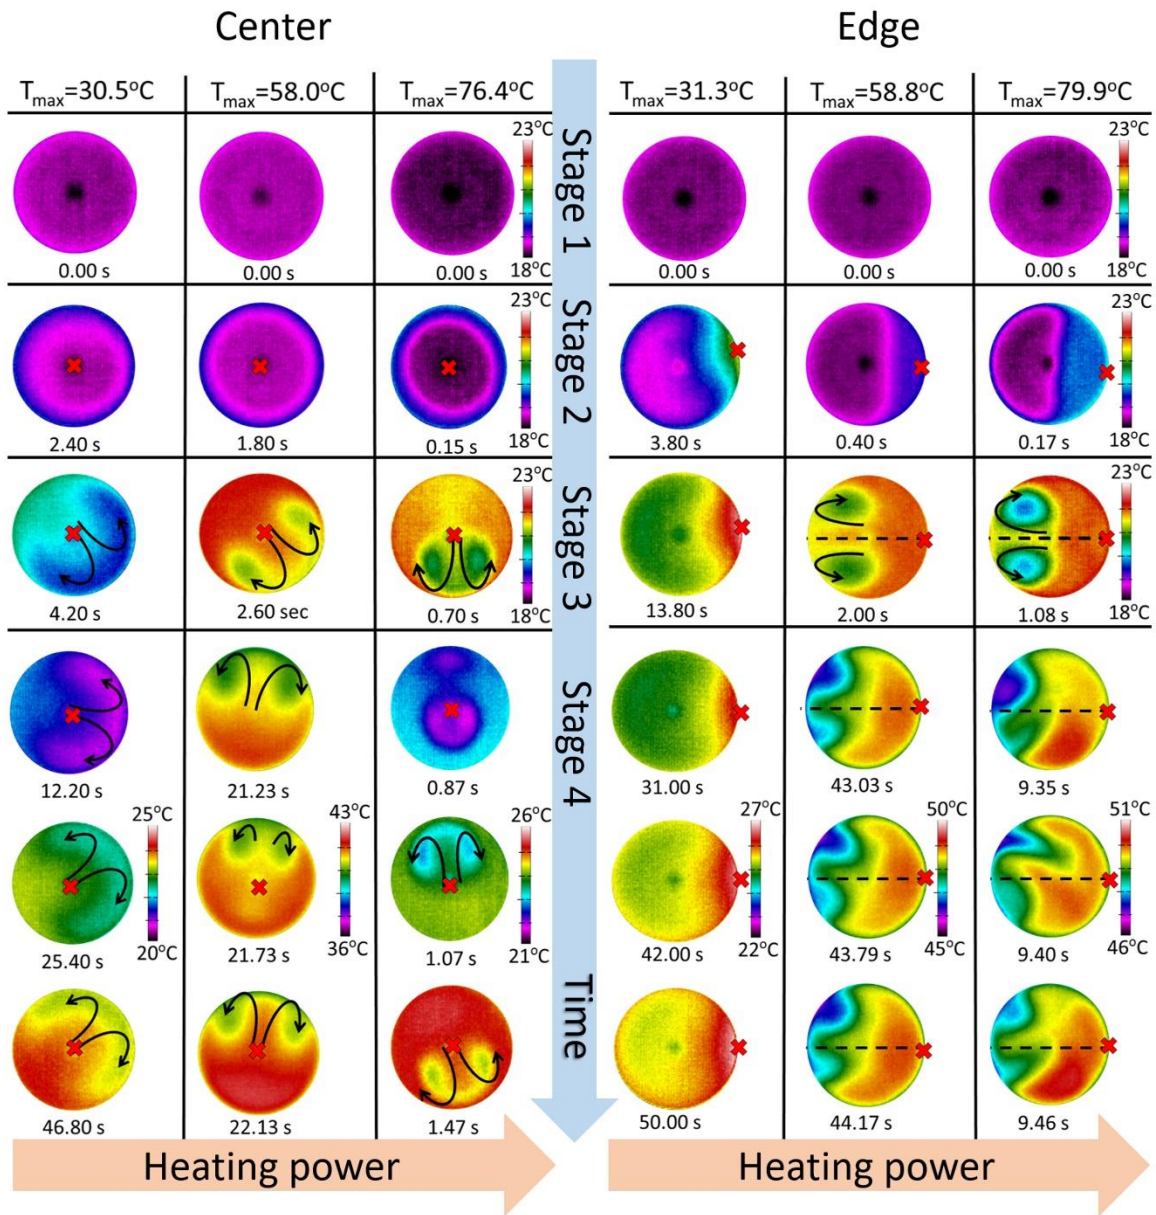 Center
Edge
Tmax=30.5°C
Tmax=58.0°C
Tmax=76.4°C
Tmax=31.3°C
Tmax=58.8°C
Tmax=79.9°C
Stage 1
23°C
23°C
0.00 s
0.00 s
0.00 s
18°C
0.00 s
0.00 s
0.00 s
18°C
Stage 2
23°C
23°C
2.40 s
1.80 s
0.15 s
18°C
3.80 s
0.40 s
0.17 s
18°C
Stage 3
23°C
23°C
4.20 s
2.60 sec
0.70 s
18°C
13.80 s
2.00 s
1.08 s
18°C
Stage 4
12.20 s
21.23 s
0.87 s
31.00 s
43.03 s
9.35 s
25°C
43°C
26°C
27°C
50°C
51°C
25.40 s
20°C
21.73 s
36°C
1.07 s
21°C
42.00 s
22°C
43.79 s
45°C
9.40 s
46°C
Time
46.80 s
22.13 s
1.47 s
50.00 s
44.17 s
9.46 s
Heating power
Heating power